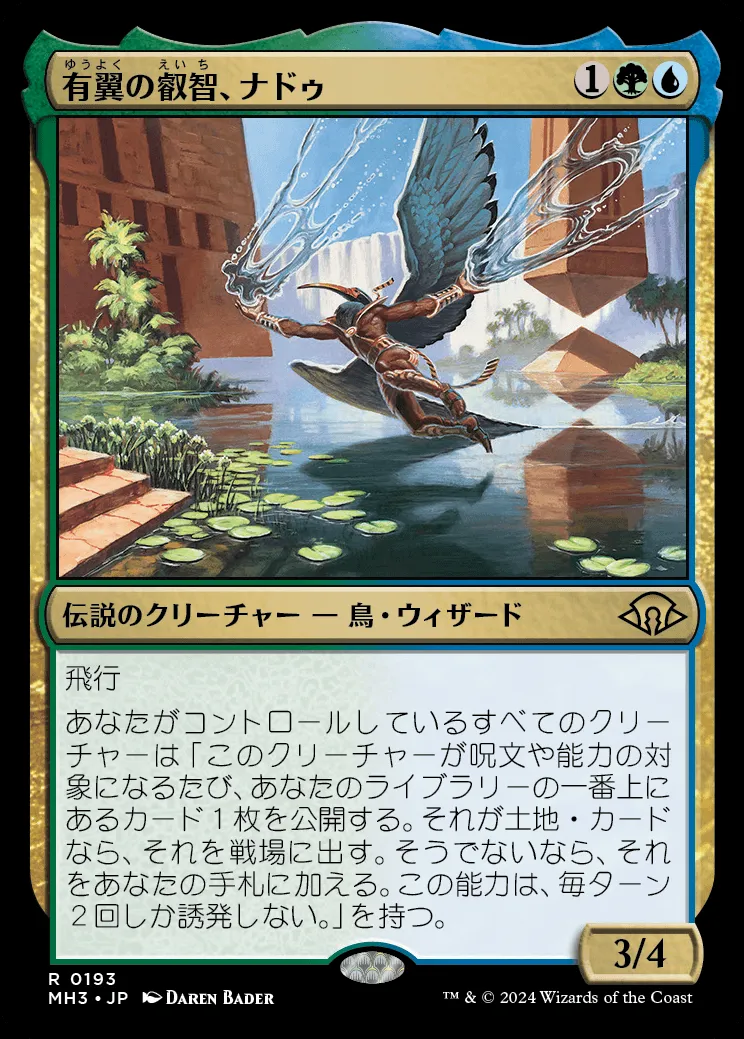 ゆうよく えいち
有翼の叡智、ナドゥ
1
伝説のクリーチャー — 鳥・ウィザード
飛行
あなたがコントロールしているすべてのクリー
チャーは「このクリーチャーが呪文や能力の対
象になるたび、あなたのライブラリーの一番上に
あるカード１枚を公開する。それが土地・カード
なら、それを戦場に出す。そうでないなら、それ
をあなたの手札に加える。この能力は、毎ターン
２回しか誘発しない。」を持つ。
3/4
R 0193
MH3 • JP DAREN BADER
™ & © 2024 Wizards of the Coast